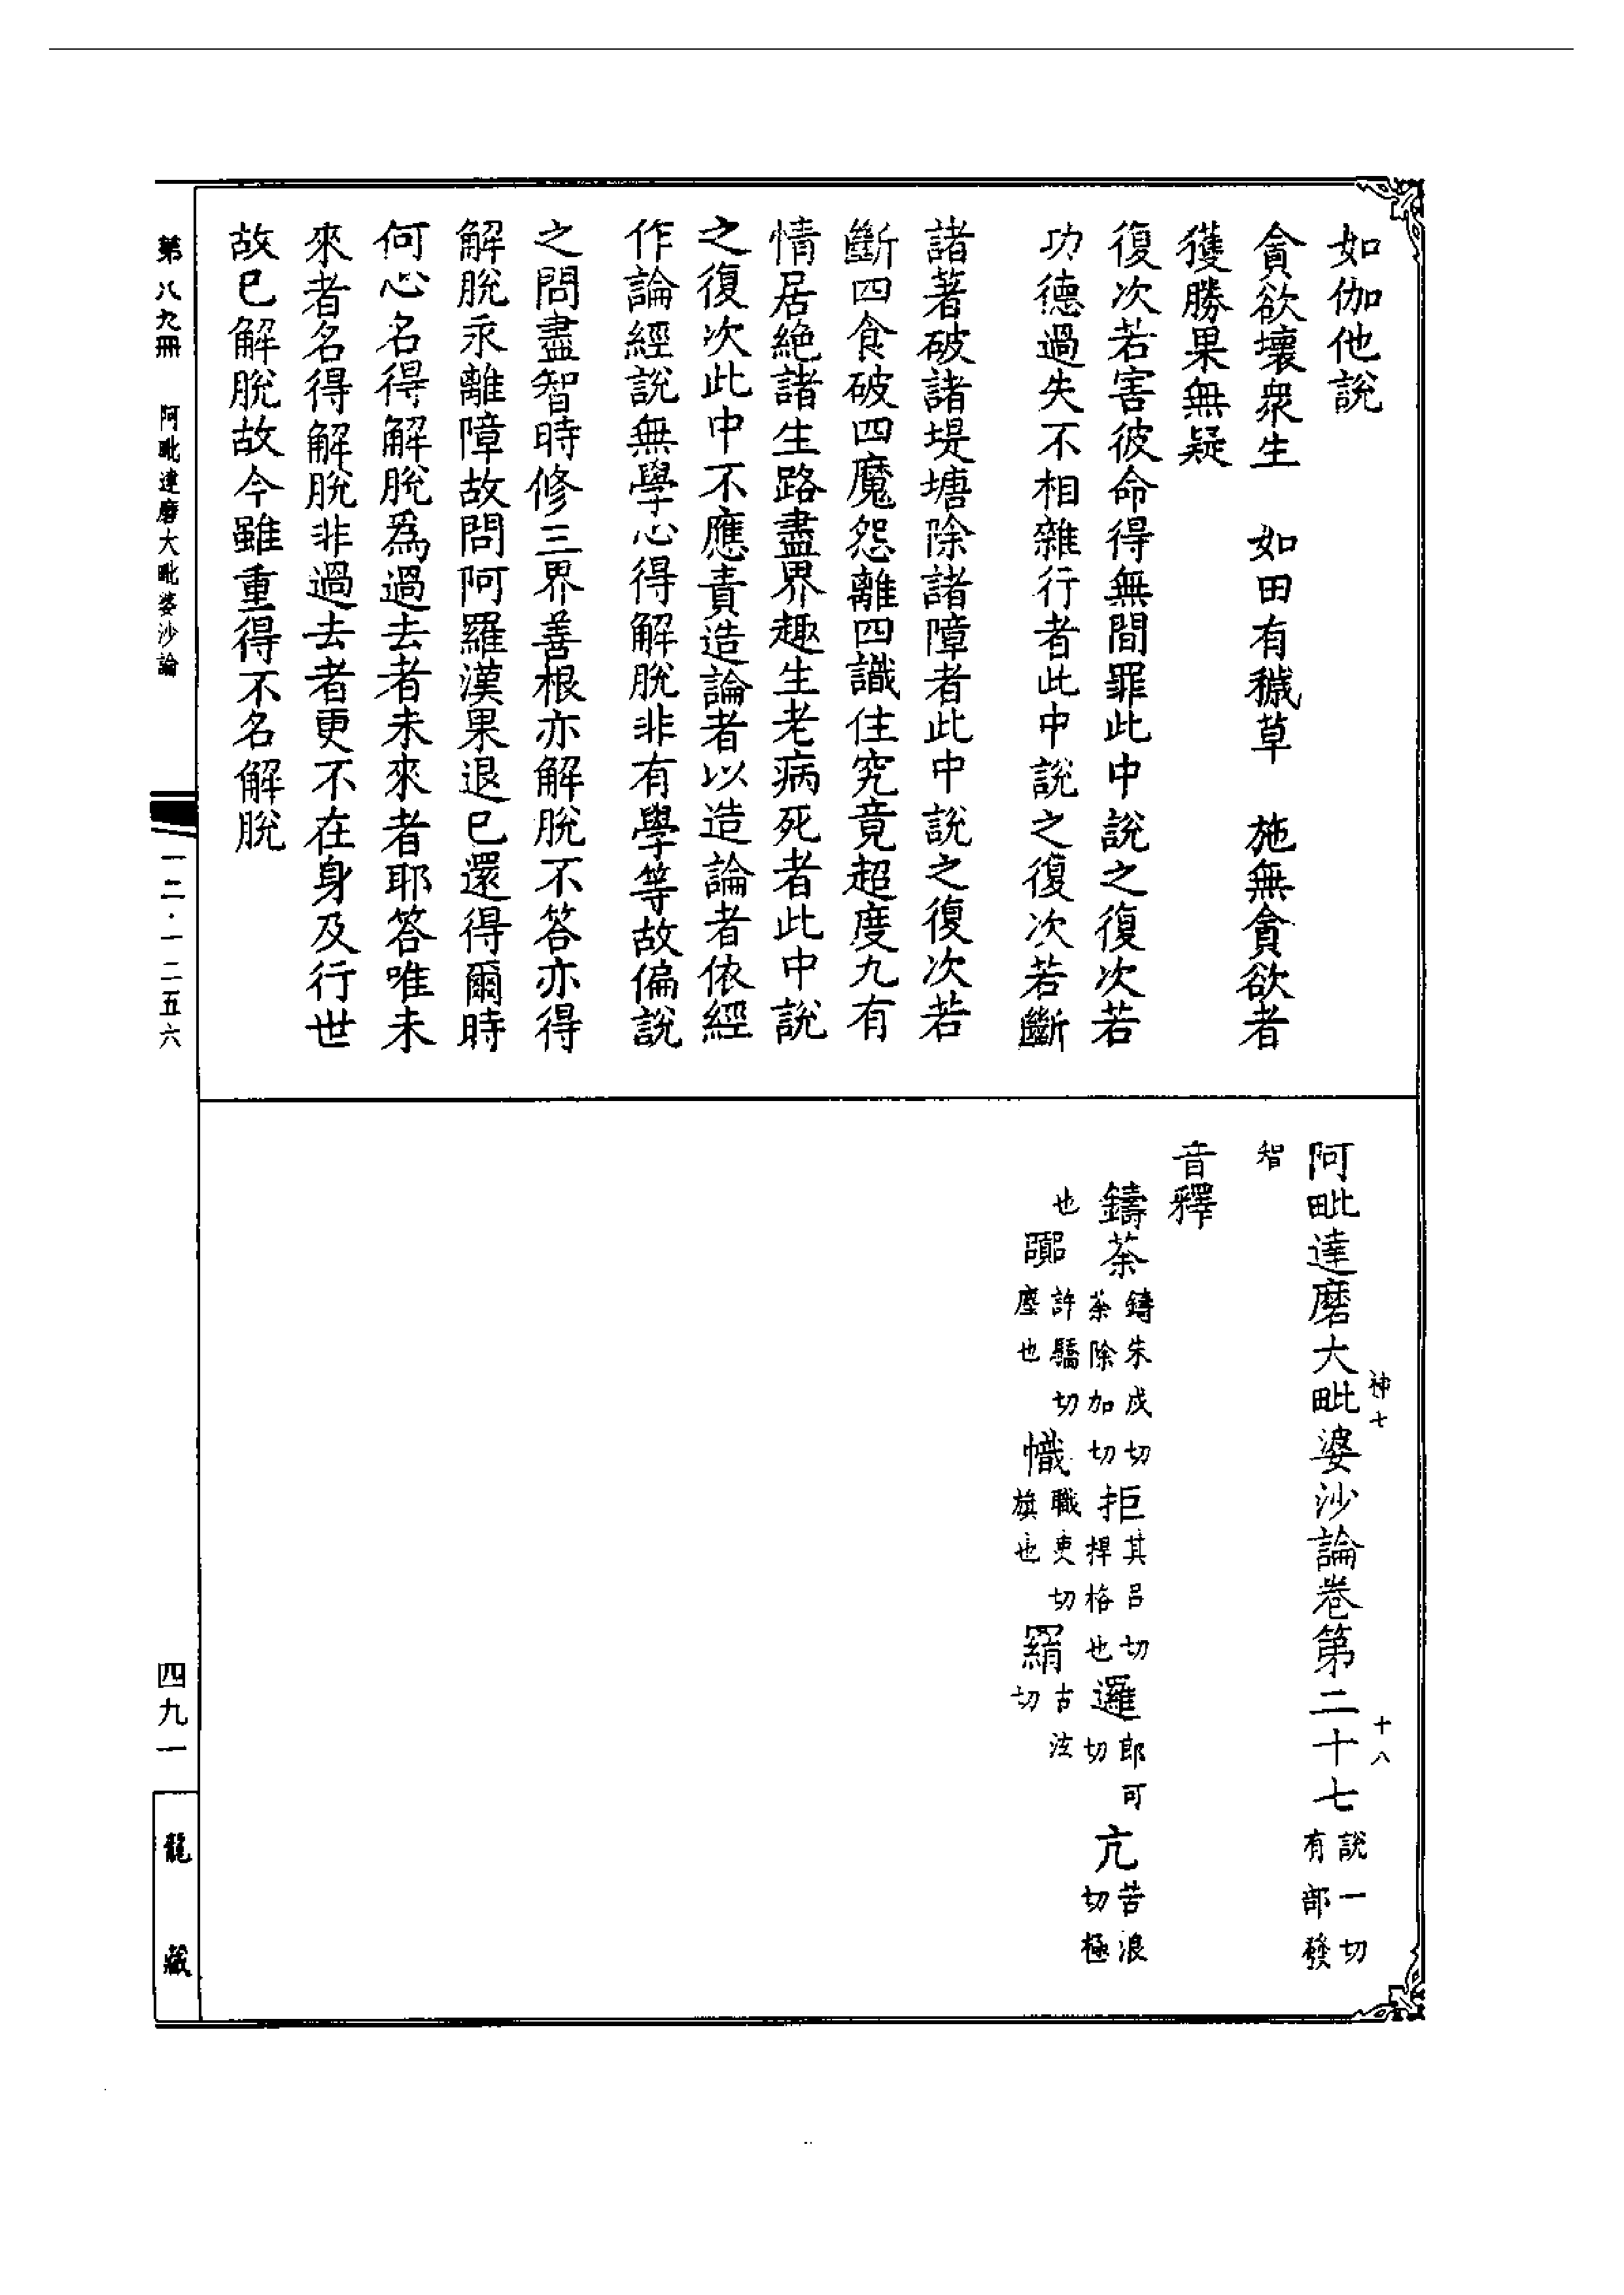 如伽他說
貪欲壞衆生　如田有穢草　施無貪欲者
獲勝果無疑
復次若害彼命得無間罪此中說之復次若
功德過失不相雜行者此中說之復次若斷
諸著破諸堤塘除諸障者此中說之復次若
斷四食破四魔怨離四識住究竟超度九有
情居絶諸生路盡界趣生老病死者此中說
之復次此中不應責造論者以造論者依經
作論經說無學心得解脫非有學等故偏說
之問盡智時修三界善根亦解脫不答亦得
解脫永離障故問阿羅漢果退已還得爾時
何心名得解脫爲過去者未來者耶答唯未
來者名得解脫非過去者更不在身及行世
故已解脫故今雖重得不名解脫
阿毗達磨大毗婆沙論卷第二十七 說一切有部發
智
神七
十八
音釋
鑄荼 鑄朱戍切荼除加切 拒 其呂切捍格也 邏 郎可切 亢 苦浪切極
也 嚻 許驕切塵也 幟 職吏切旗也 羂 古泫切
第八九冊　阿毗達磨大毗婆沙論
一二·一二五六
四九一
龍藏